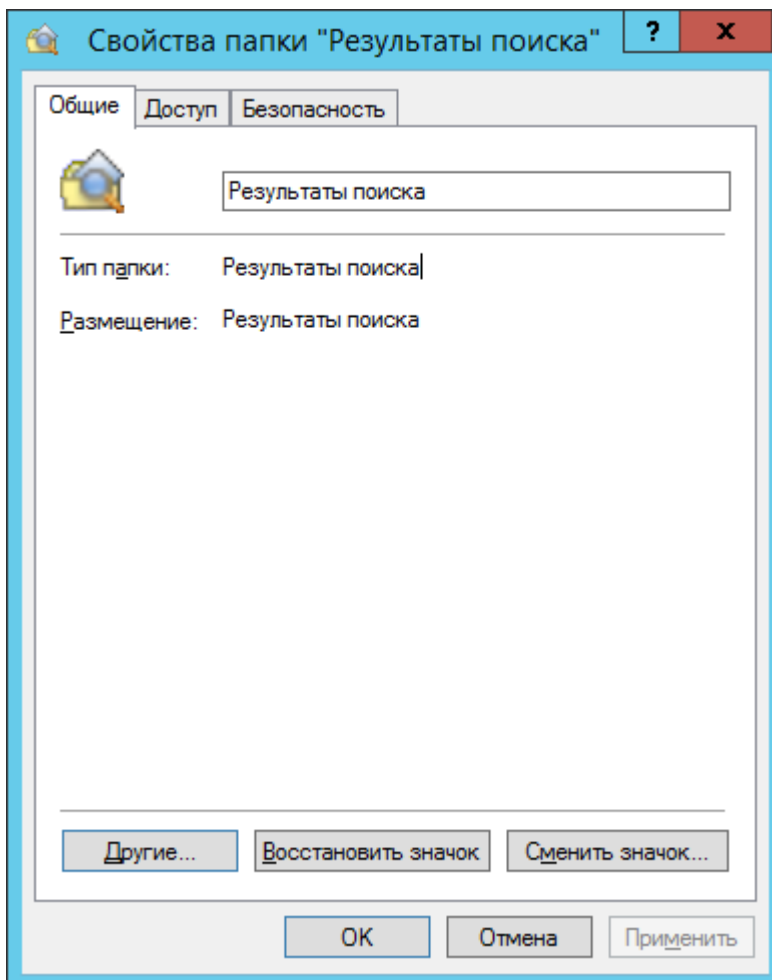 Свойства папки "Результаты поиска" ? x
Общие Доступ Безопасность
Результаты поиска
Тип папки: Результаты поиска
Размещение: Результаты поиска
Другие... Восстановить значок Сменить значок...
OK Отмена Применить